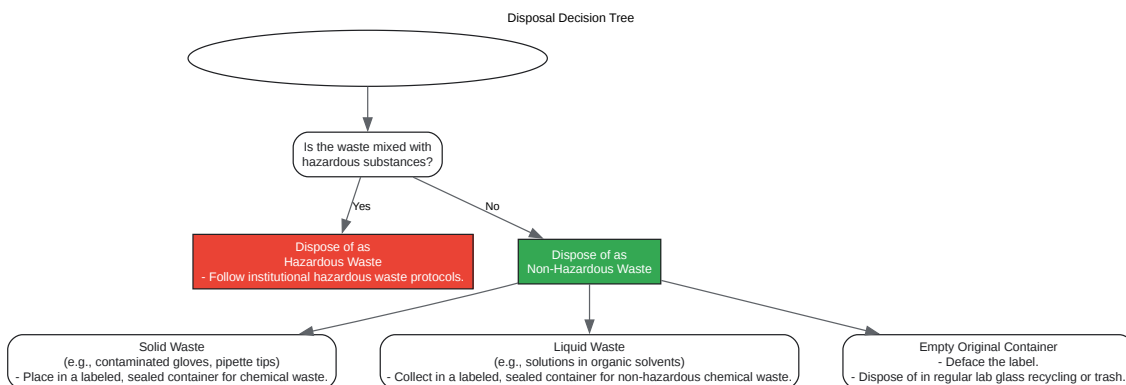 Disposal Decision Tree
Is the waste mixed with
hazardous substances?
Yes
No
Dispose of as
Hazardous Waste
- Follow institutional hazardous waste protocols.
Dispose of as
Non-Hazardous Waste
Solid Waste
(e.g., contaminated gloves, pipette tips)
- Place in a labeled, sealed container for chemical waste.
Liquid Waste
(e.g., solutions in organic solvents)
- Collect in a labeled, sealed container for non-hazardous chemical waste.
Empty Original Container
- Deface the label.
- Dispose of in regular lab glass recycling or trash.